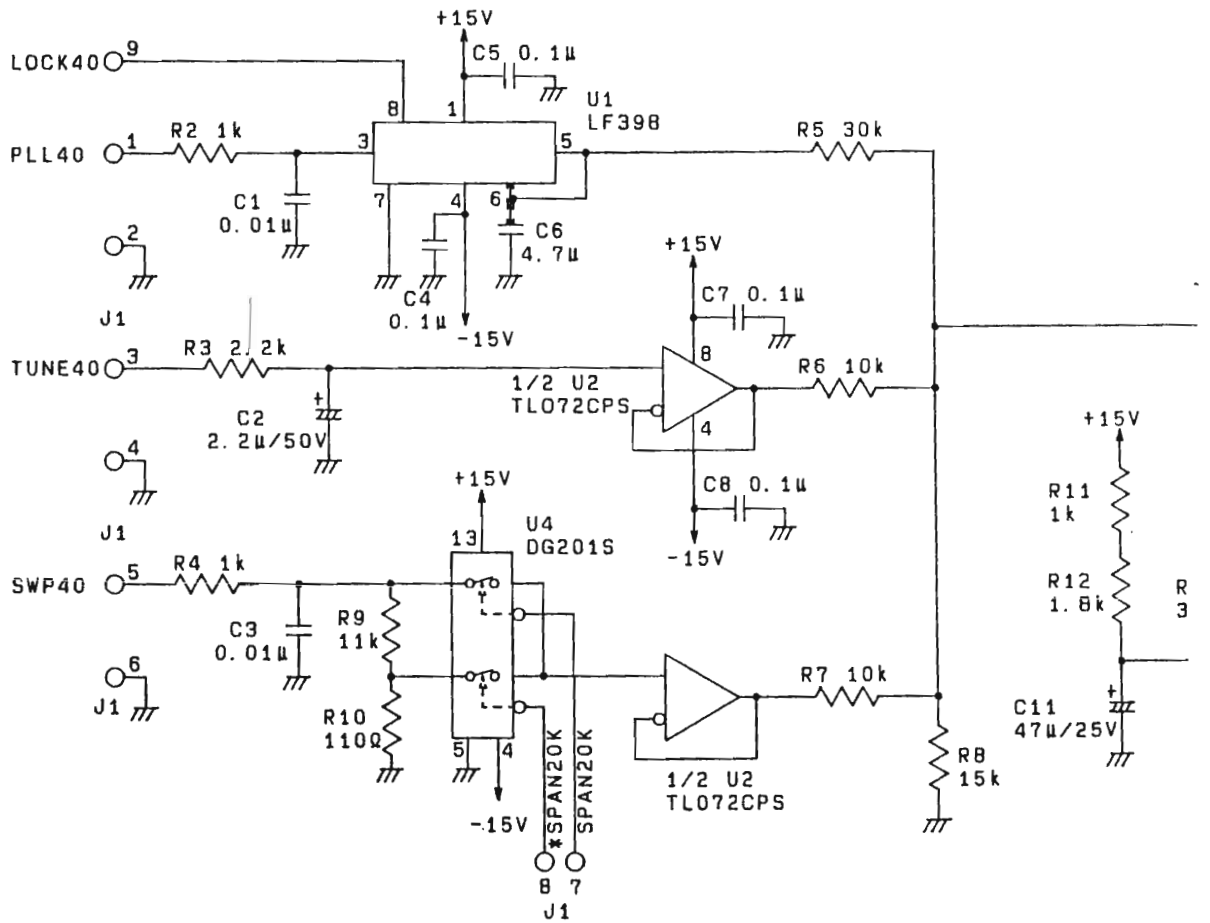 +15V
9
LOCK40
C5 0.1μ
U1
LF398
8
1
R2 1k
1
PLL40
3
5
R5 30k
C1
0.01μ
7
4
6
C6
4.7μ
2
+15V
C4
0.1μ
-15V
C7 0.1μ
J1
3
TUNE40
R3 2.2k
8
1/2 U2
TL072CPS
R6 10k
C2
2.2μ/50V
4
+15V
4
+15V
C8 0.1μ
R11
1k
J1
13
U4
DG201S
-15V
5
SWP40
R4 1k
R12
1.8k
R
3
C3
0.01μ
R9
11k
6
J1
R7 10k
R10
110Ω
C11
47μ/25V
5
4
R8
15k
1/2 U2
TL072CPS
-15V
*SPAN20K
SPAN20K
8 7
J1